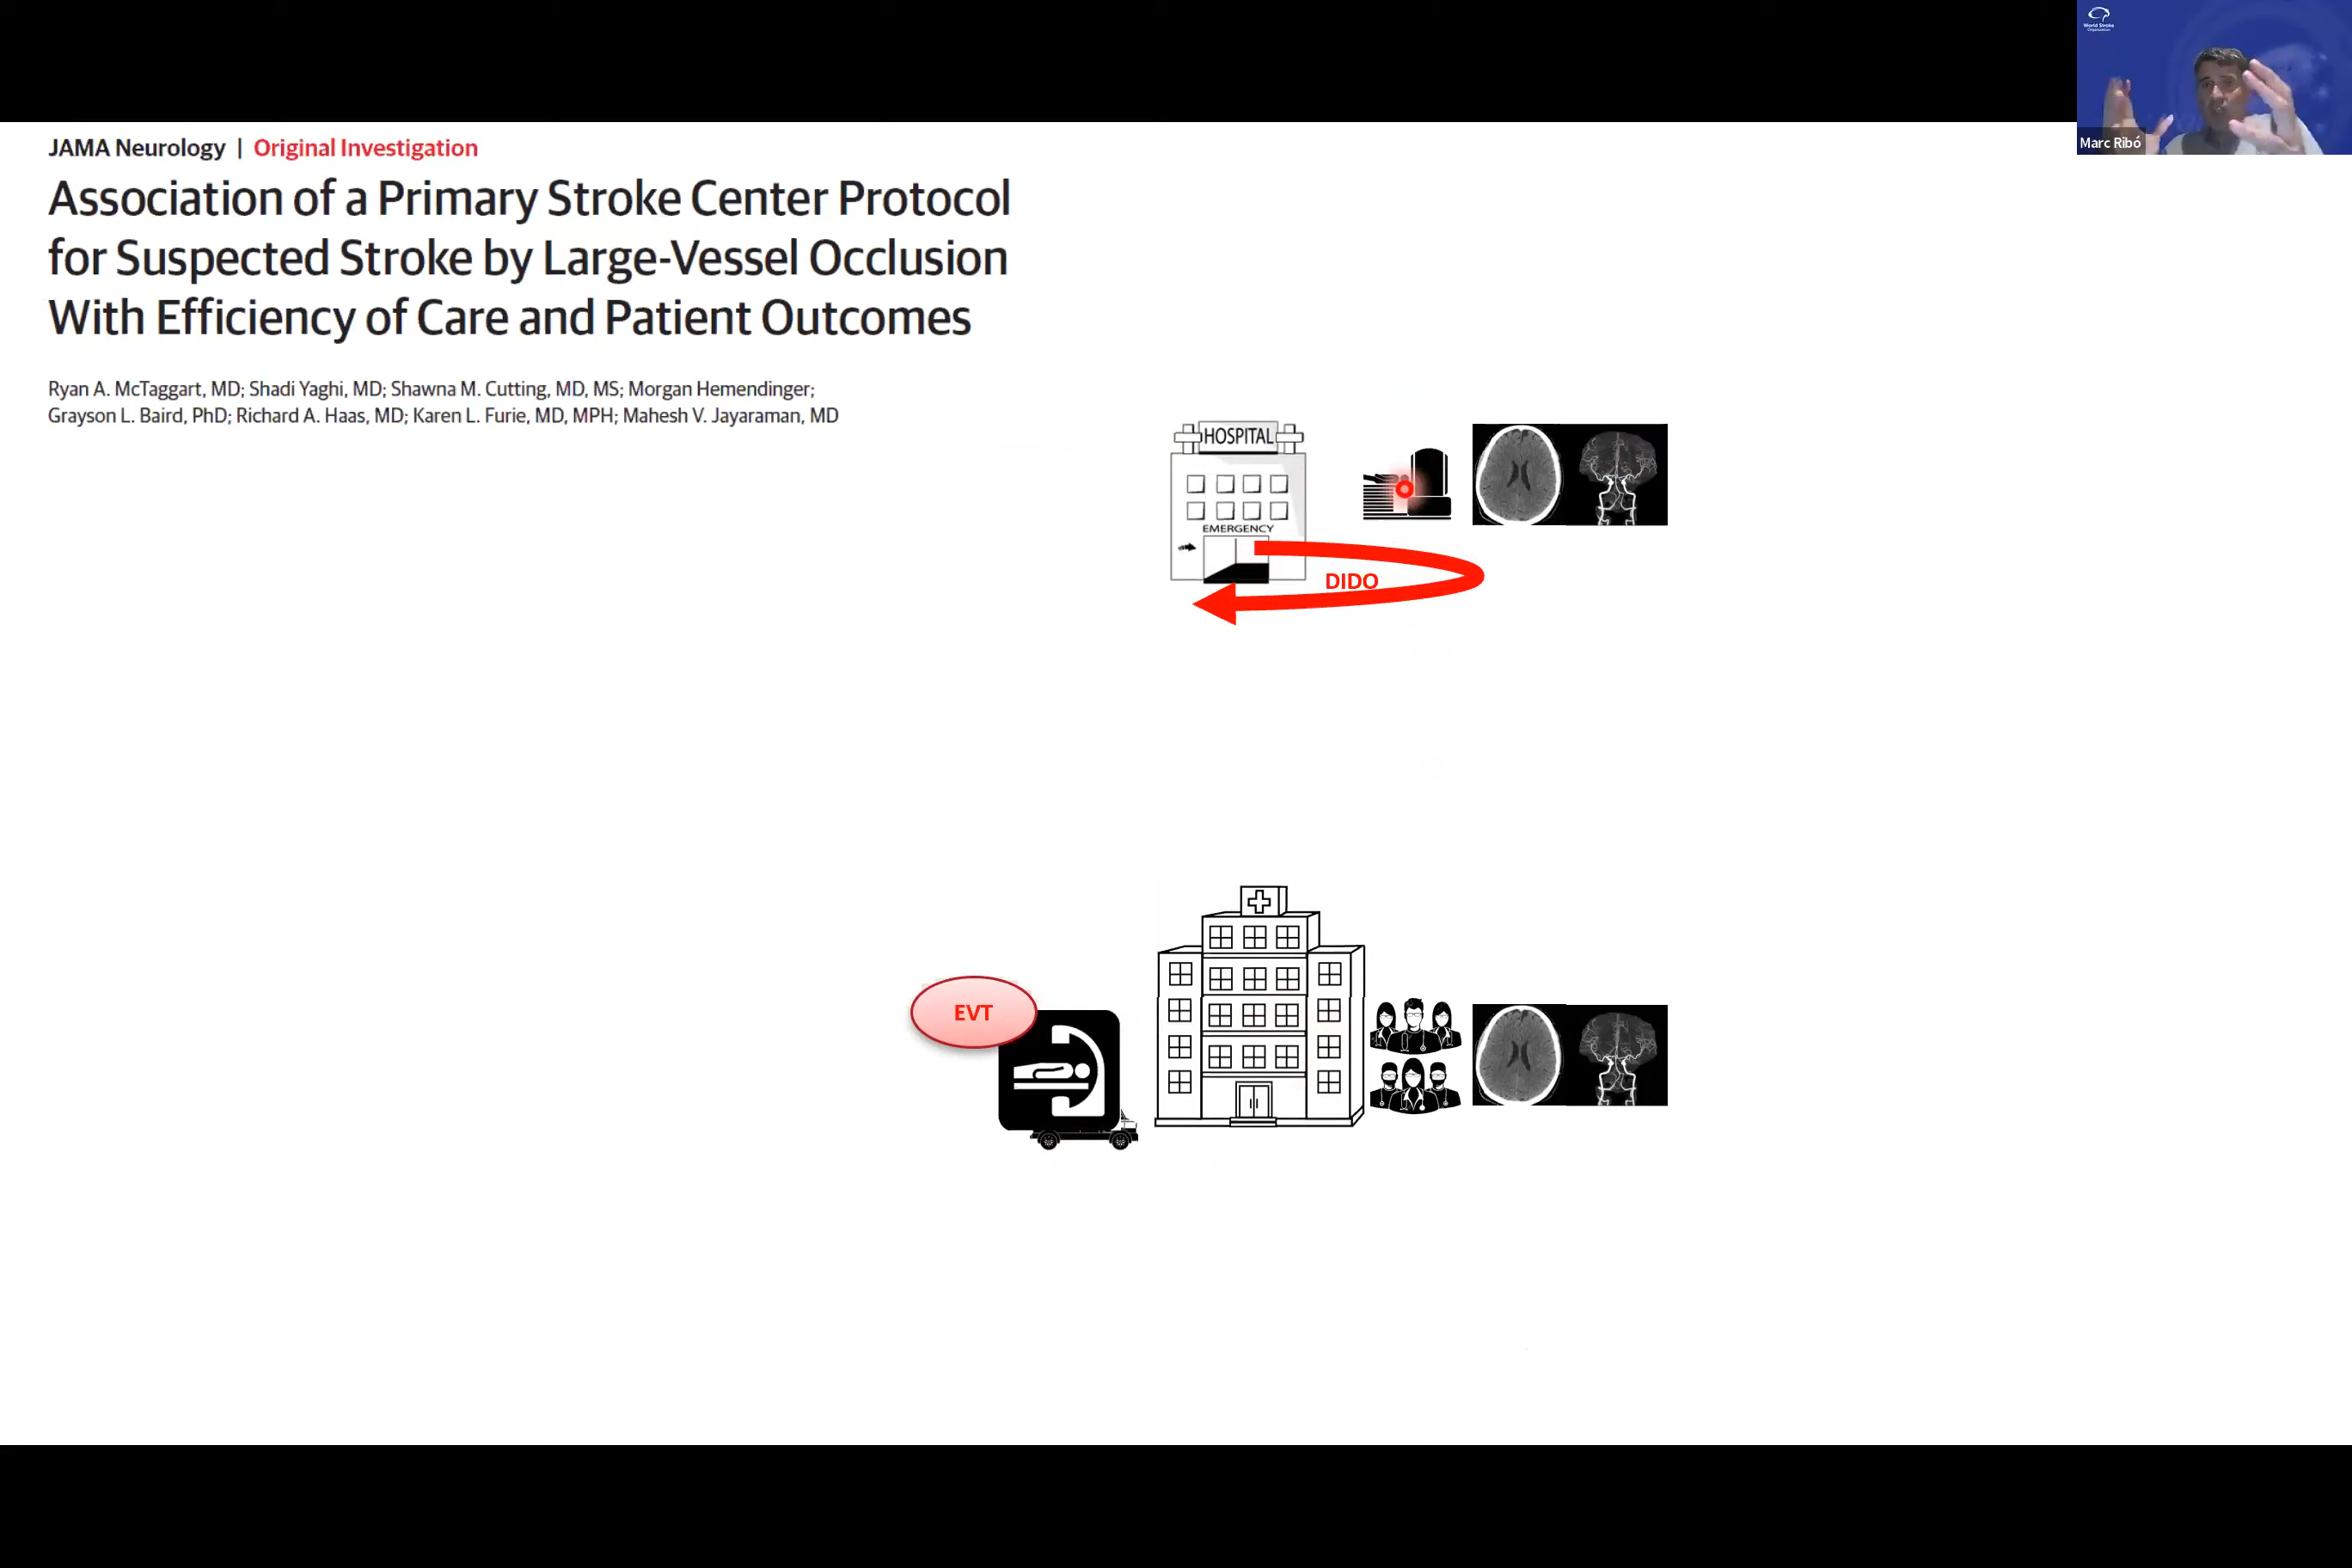 World Stroke
Organization
Marc Ribó
JAMA Neurology | Original Investigation
Association of a Primary Stroke Center Protocol
for Suspected Stroke by Large-Vessel Occlusion
With Efficiency of Care and Patient Outcomes
Ryan A. McTaggart, MD; Shadi Yaghi, MD; Shawna M. Cutting, MD, MS; Morgan Hemendinger;
Grayson L. Baird, PhD; Richard A. Haas, MD; Karen L. Furie, MD, MPH; Mahesh V. Jayaraman, MD
HOSPITAL
EMERGENCY
DIDO
EVT